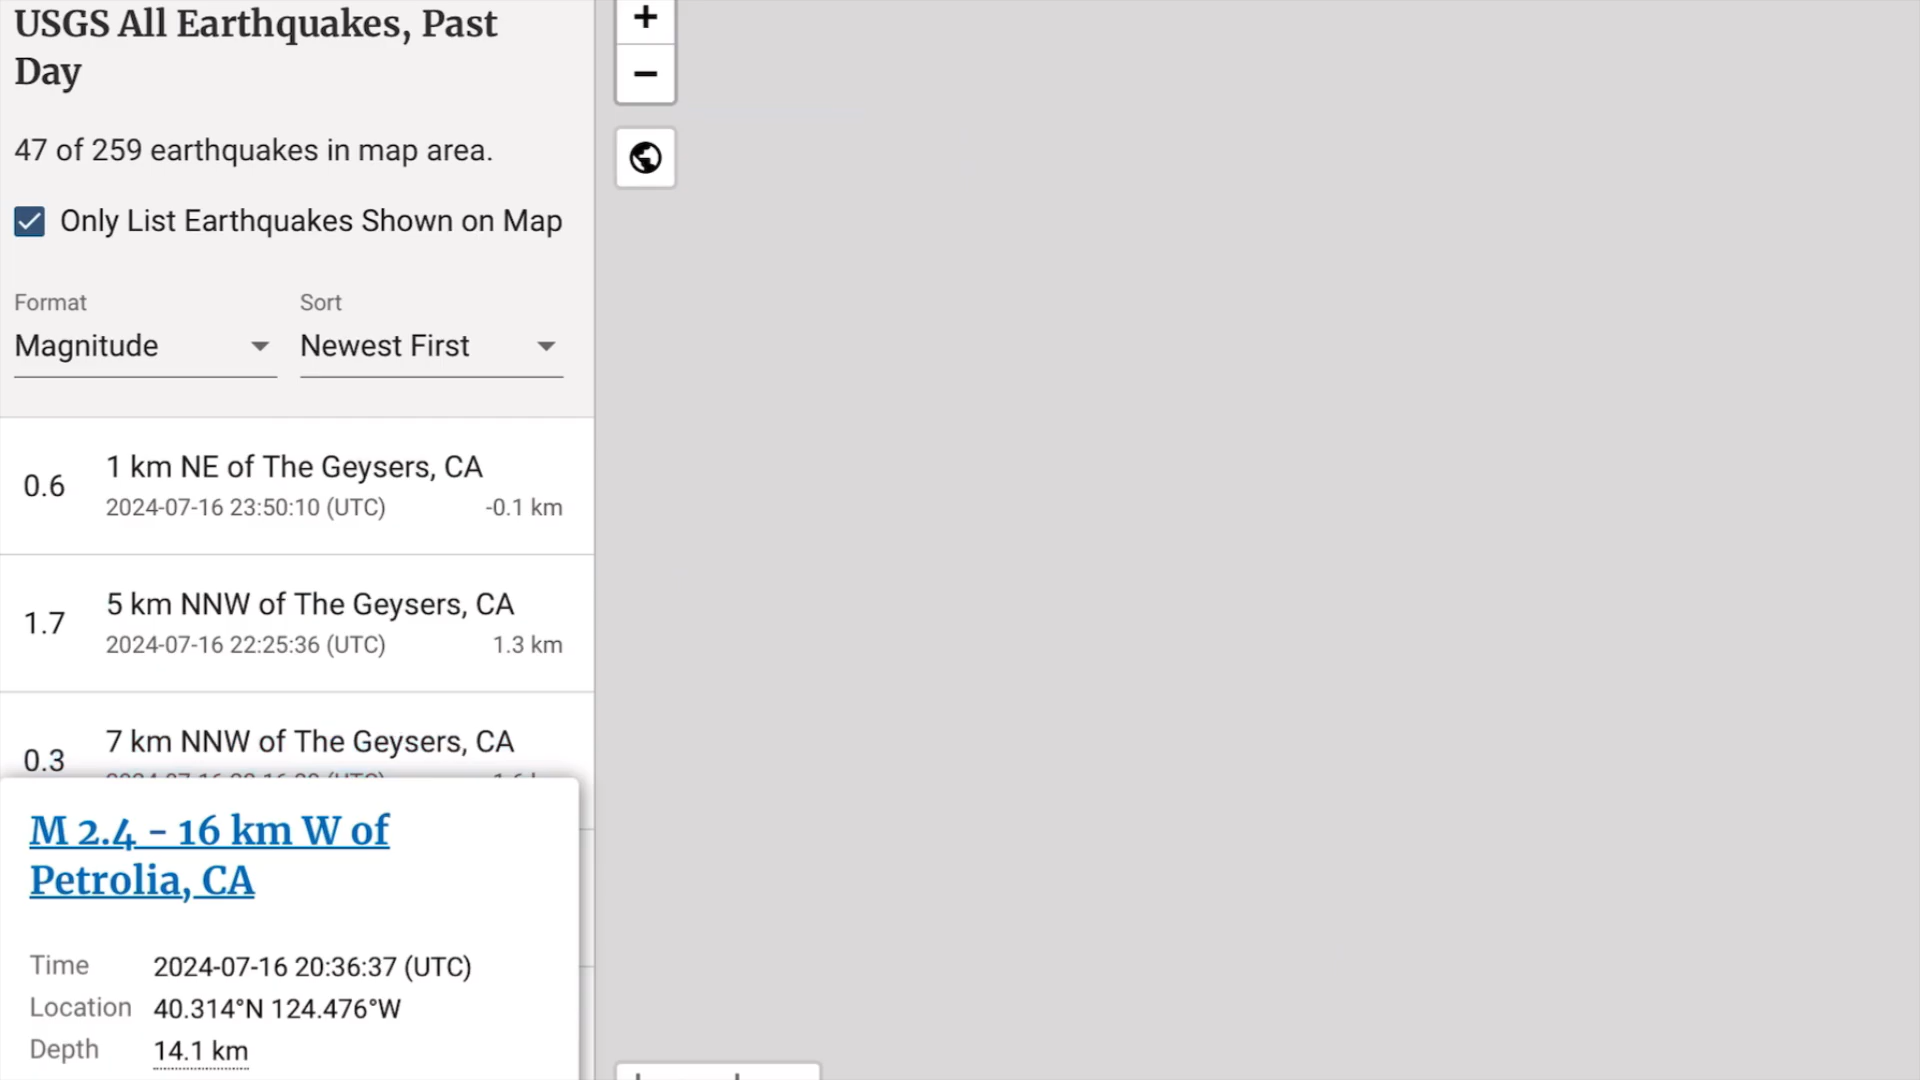 USGS All Earthquakes, Past
Day
47 of 259 earthquakes in map area.
Only List Earthquakes Shown on Map
Format
Sort
Magnitude
Newest First
0.6
1 km NE of The Geysers, CA
2024-07-16 23:50:10 (UTC)
-0.1 km
1.7
5 km NNW of The Geysers, CA
2024-07-16 22:25:36 (UTC)
1.3 km
0.3
7 km NNW of The Geysers, CA
M 2.4 - 16 km W of
Petrolia, CA
Time 2024-07-16 20:36:37 (UTC)
Location 40.314°N 124.476°W
Depth 14.1 km